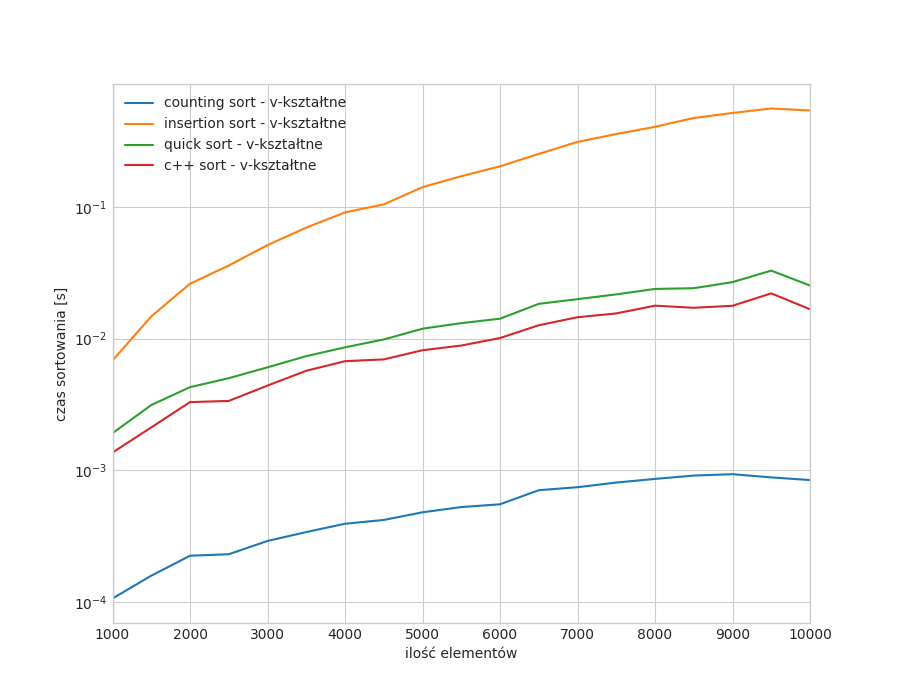 counting sort - v-kształtne
insertion sort - v-kształtne
quick sort - v-kształtne
c++ sort - v-kształtne
10⁻¹
10⁻²
10⁻³
10⁻⁴
czas sortowania [s]
1000 2000 3000 4000 5000 6000 7000 8000 9000 10000
ilość elementów